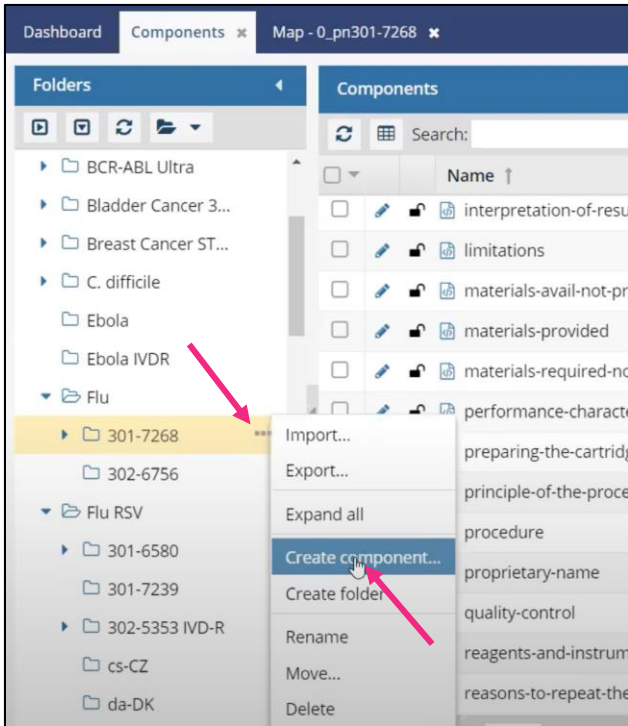 Dashboard
Components
Map - 0_pn301-7268
Folders
BCR-ABL Ultra
Bladder Cancer 3...
Breast Cancer ST...
C. difficile
Ebola
Ebola IVDR
Flu
301-7268
302-6756
Flu RSV
301-6580
301-7239
302-5353 IVD-R
cs-CZ
da-DK
Import...
Export...
Expand all
Create component...
Create folder
Rename
Move...
Delete
Components
Search:
Name
interpretation-of-resu
limitations
materials-avail-not-pr
materials-provided
materials-required-no
performance-characte
preparing-the-cartridg
principle-of-the-proce
procedure
proprietary-name
quality-control
reagents-and-instrum
reasons-to-repeat-the